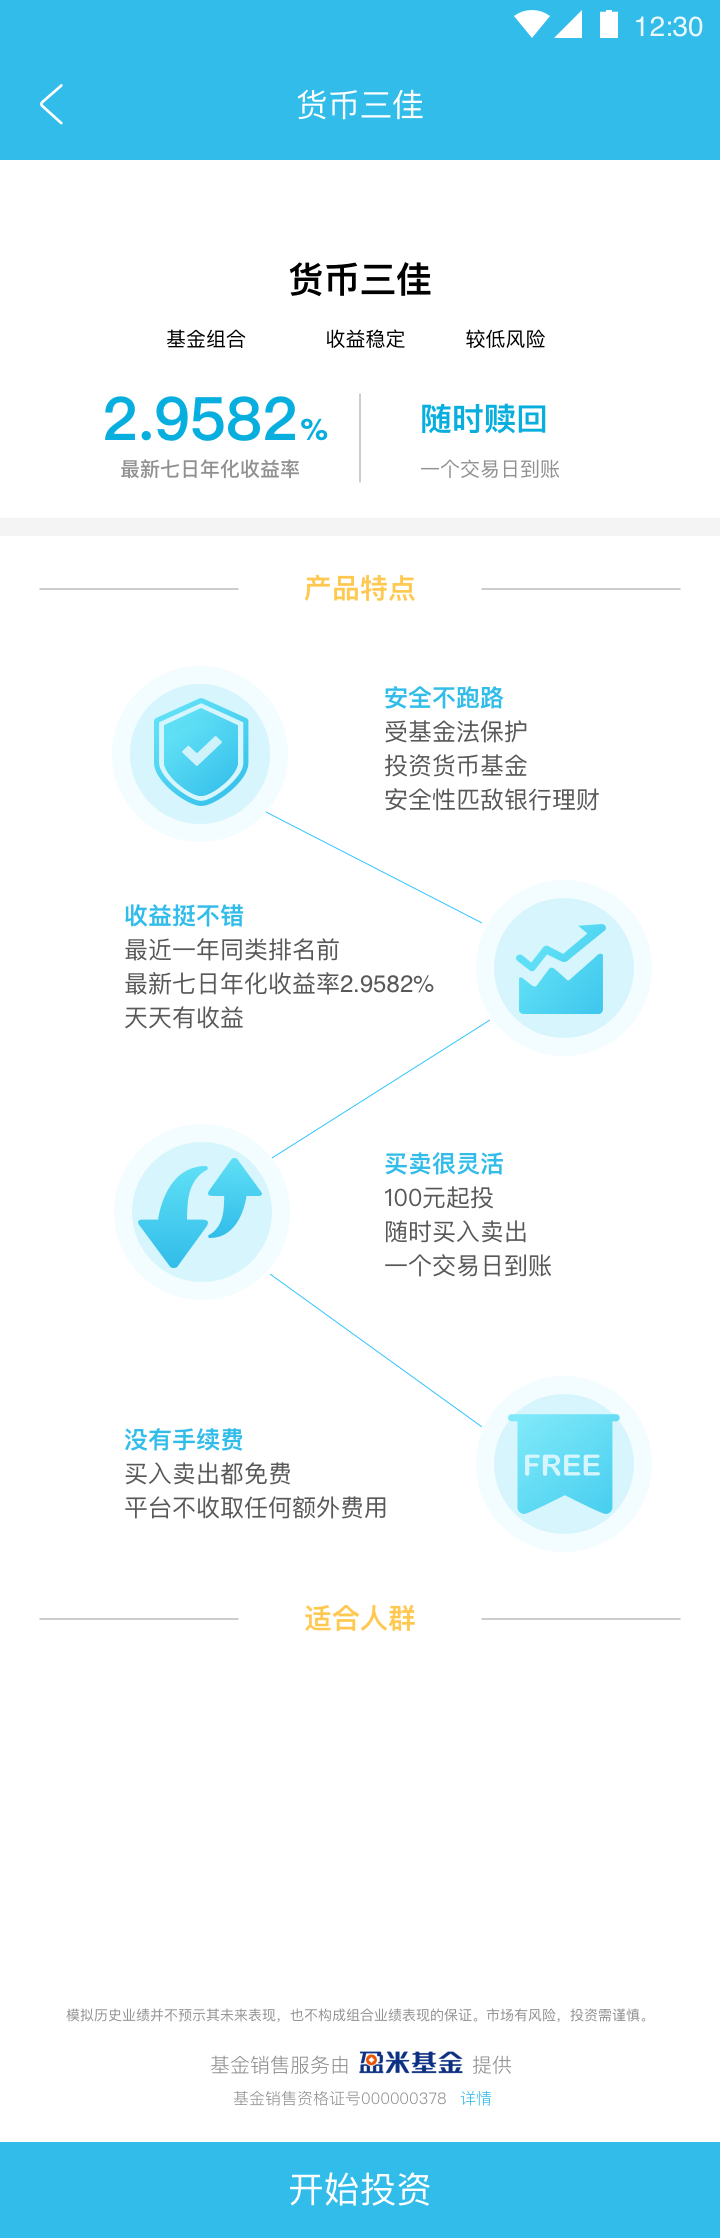 12:30
货币三佳
货币三佳
基金组合 收益稳定 较低风险
2.9582% 随时赎回
最新七日年化收益率 一个交易日到账
产品特点
安全不跑路
受基金法保护
投资货币基金
安全性匹敌银行理财
收益挺不错
最近一年同类排名前
最新七日年化收益率2.9582%
天天有收益
买卖很灵活
100元起投
随时买入卖出
一个交易日到账
没有手续费
买入卖出都免费
平台不收取任何额外费用
FREE
适合人群
模拟历史业绩并不预示其未来表现，也不构成组合业绩表现的保证。市场有风险，投资需谨慎。
基金销售服务由 盈米基金 提供
基金销售资格证号000000378 详情
开始投资